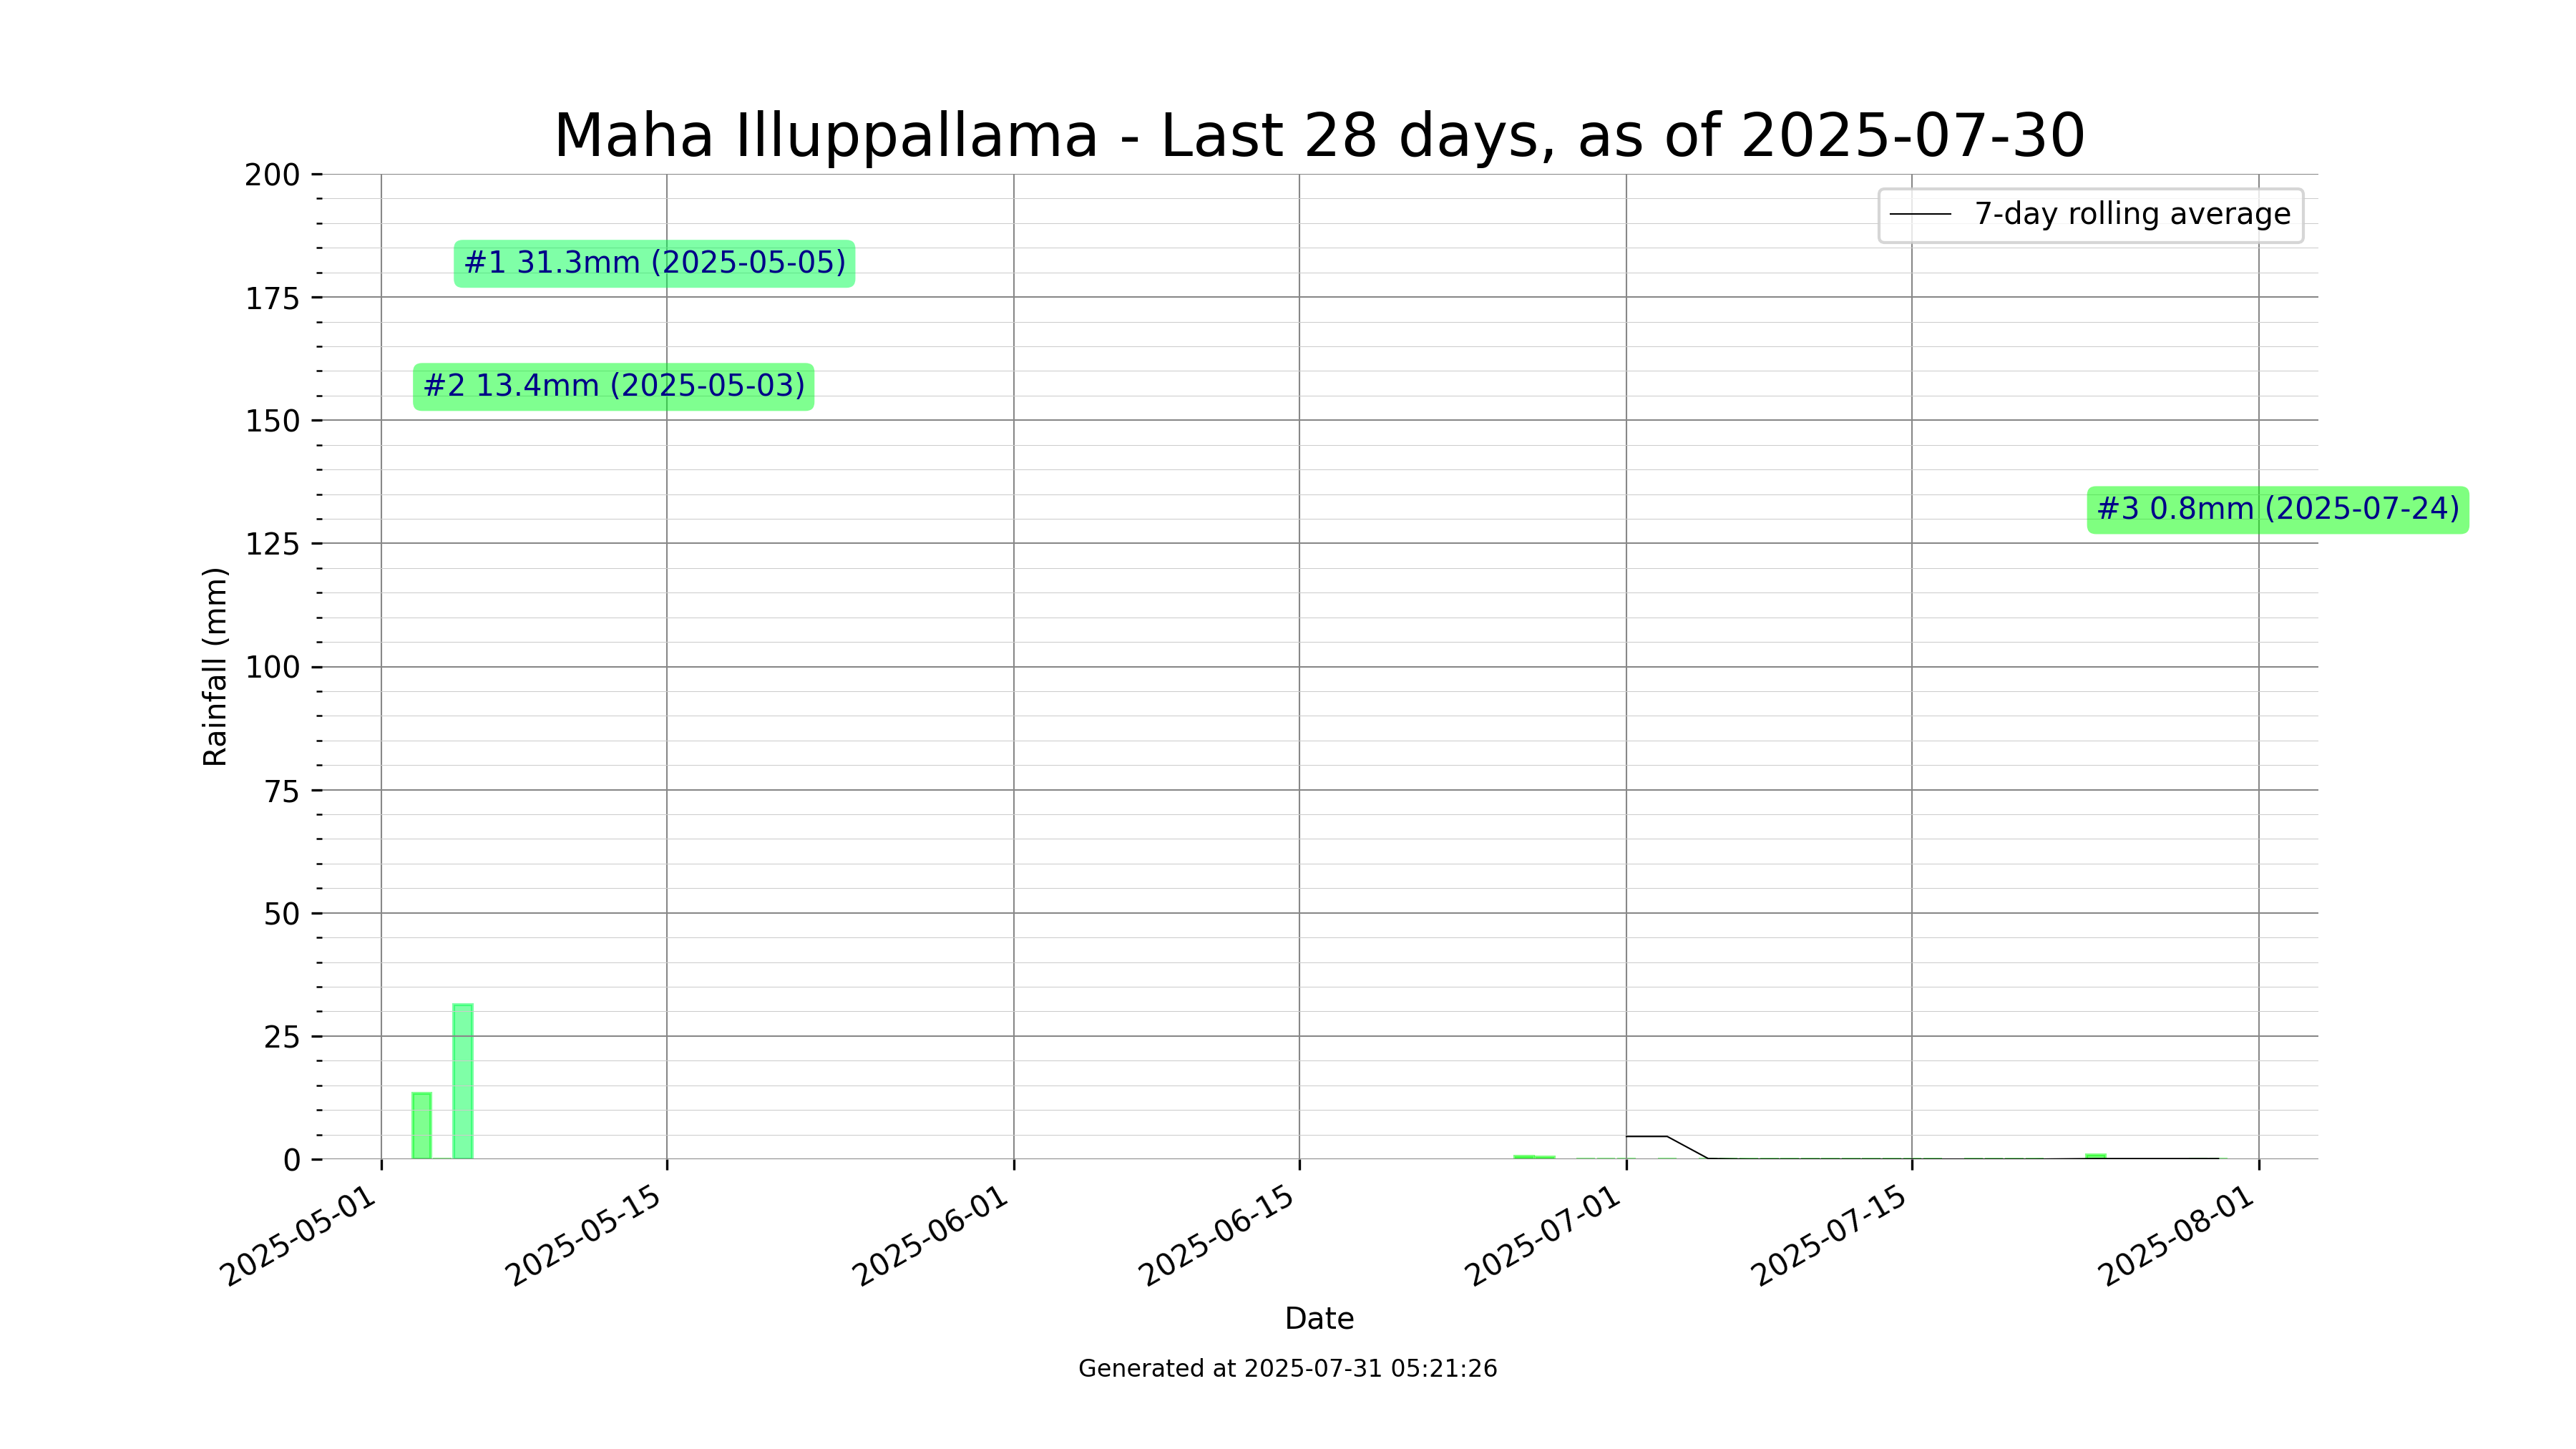 Maha Illuppallama - Last 28 days, as of 2025-07-30
7-day rolling average
#1 31.3mm (2025-05-05)
#2 13.4mm (2025-05-03)
#3 0.8mm (2025-07-24)
Rainfall (mm)
200
175
150
125
100
75
50
25
0
2025-05-01
2025-05-15
2025-06-01
2025-06-15
2025-07-01
2025-07-15
2025-08-01
Date
Generated at 2025-07-31 05:21:26